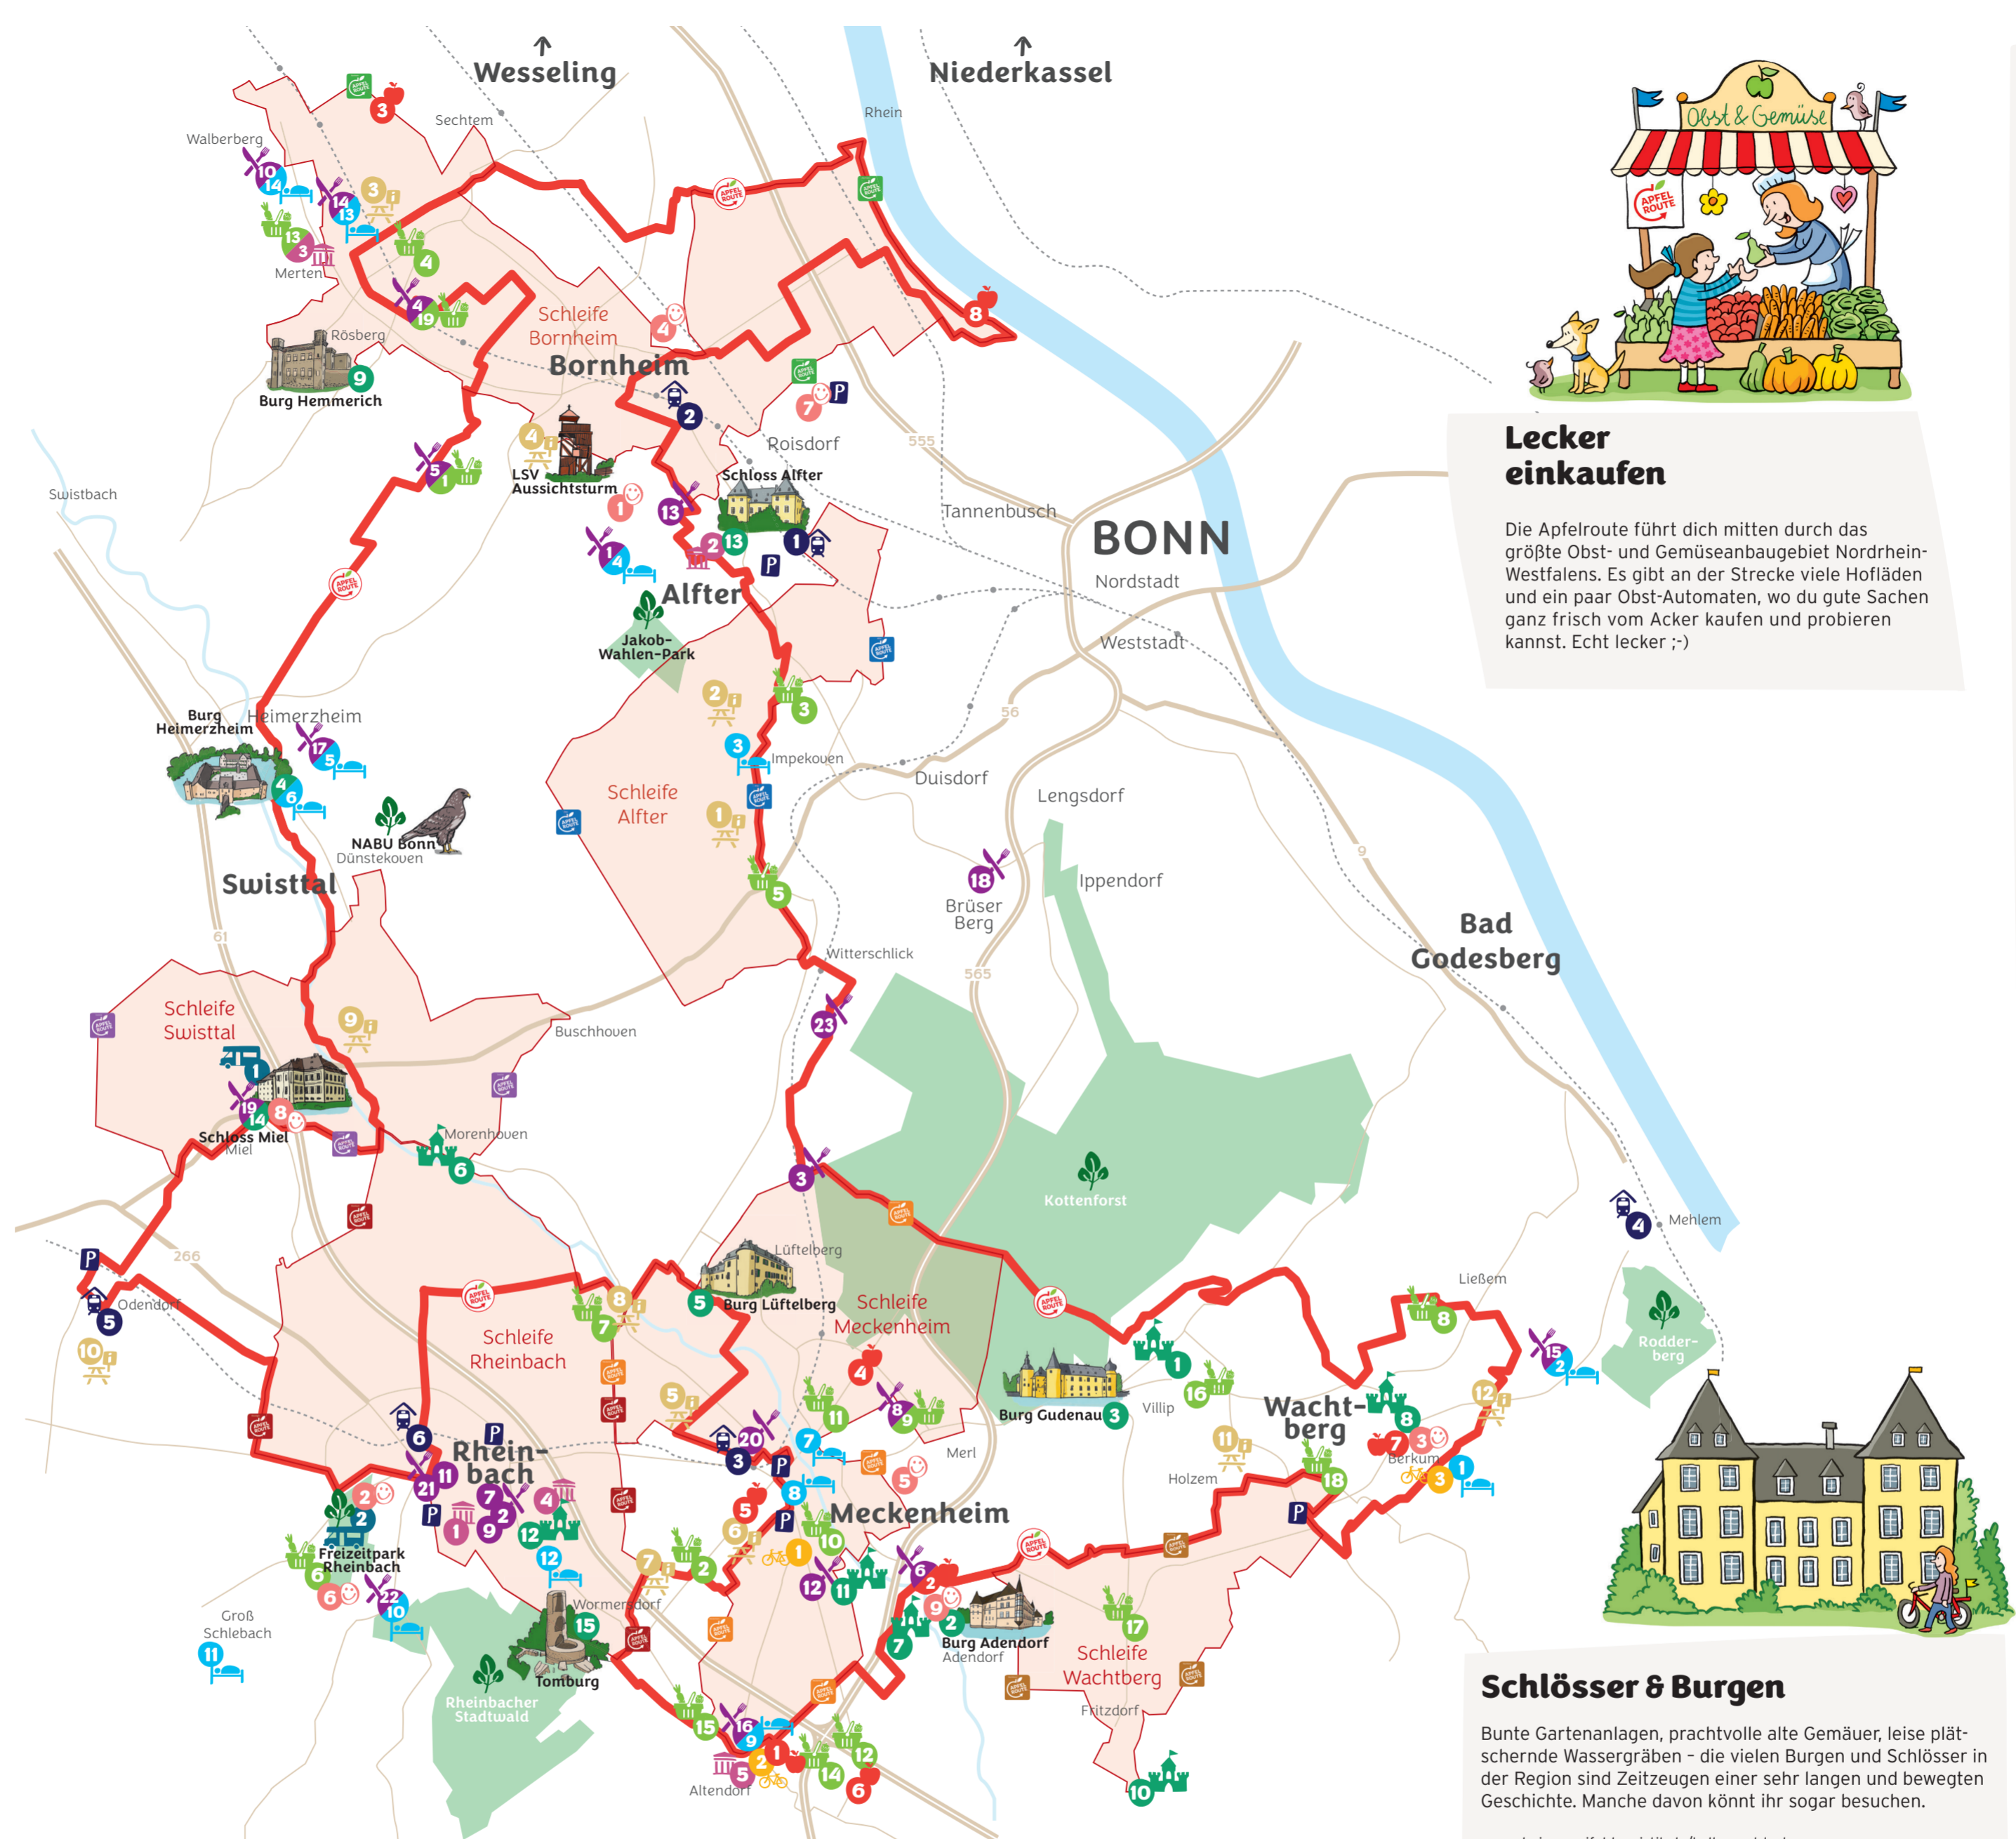 Wesseling
Niederkassel
Rhein
Sechtem
Walberberg
Merten
Rösberg
Burg Hemmerich
Schleife
Bornheim
Bornheim
Roisdorf
LSV
Aussichtsturm
Schloss Alfter
Alfter
Jakob-
Wahlen-Park
Swistbach
555
Tannenbusch
BONN
Nordstadt
Weststadt
56
Burg
Heimerzheim
Heimerzheim
NABU Bonn
Dünstekoven
Swisttal
61
Schleife
Alfter
Impekoven
Duisdorf
Lengsdorf
Ippendorf
Brüser
Berg
9
565
Bad
Godesberg
Witterschlick
Schleife
Swisttal
Buschhoven
Schloss Miel
Miel
Morenhoven
Kottenforst
Mehlem
266
Odendorf
Lüftelberg
Burg Lüftelberg
Schleife
Meckenheim
Schleife
Rheinbach
Ließem
Rodder-
berg
Burg Gudenau
Villip
Wacht-
berg
Berkum
Holzem
Merl
Rhein-
bach
Meckenheim
Freizeitpark
Rheinbach
Groß
Schlebach
Wormersdorf
Tomburg
Rheinbacher
Stadtwald
Burg Adendorf
Adendorf
Schleife
Wachtberg
Fritzdorf
Altendorf
Obst & Gemüse
APFEL
ROUTE
Lecker
einkaufen
Die Apfelroute führt dich mitten durch das
größte Obst- und Gemüseanbaugebiet Nordrhein-
Westfalens. Es gibt an der Strecke viele Hofläden
und ein paar Obst-Automaten, wo du gute Sachen
ganz frisch vom Acker kaufen und probieren
kannst. Echt lecker ;-)
Schlösser & Burgen
Bunte Gartenanlagen, prachtvolle alte Gemäuer, leise plät-
schernde Wassergräben – die vielen Burgen und Schlösser in
der Region sind Zeitzeugen einer sehr langen und bewegten
Geschichte. Manche davon könnt ihr sogar besuchen.